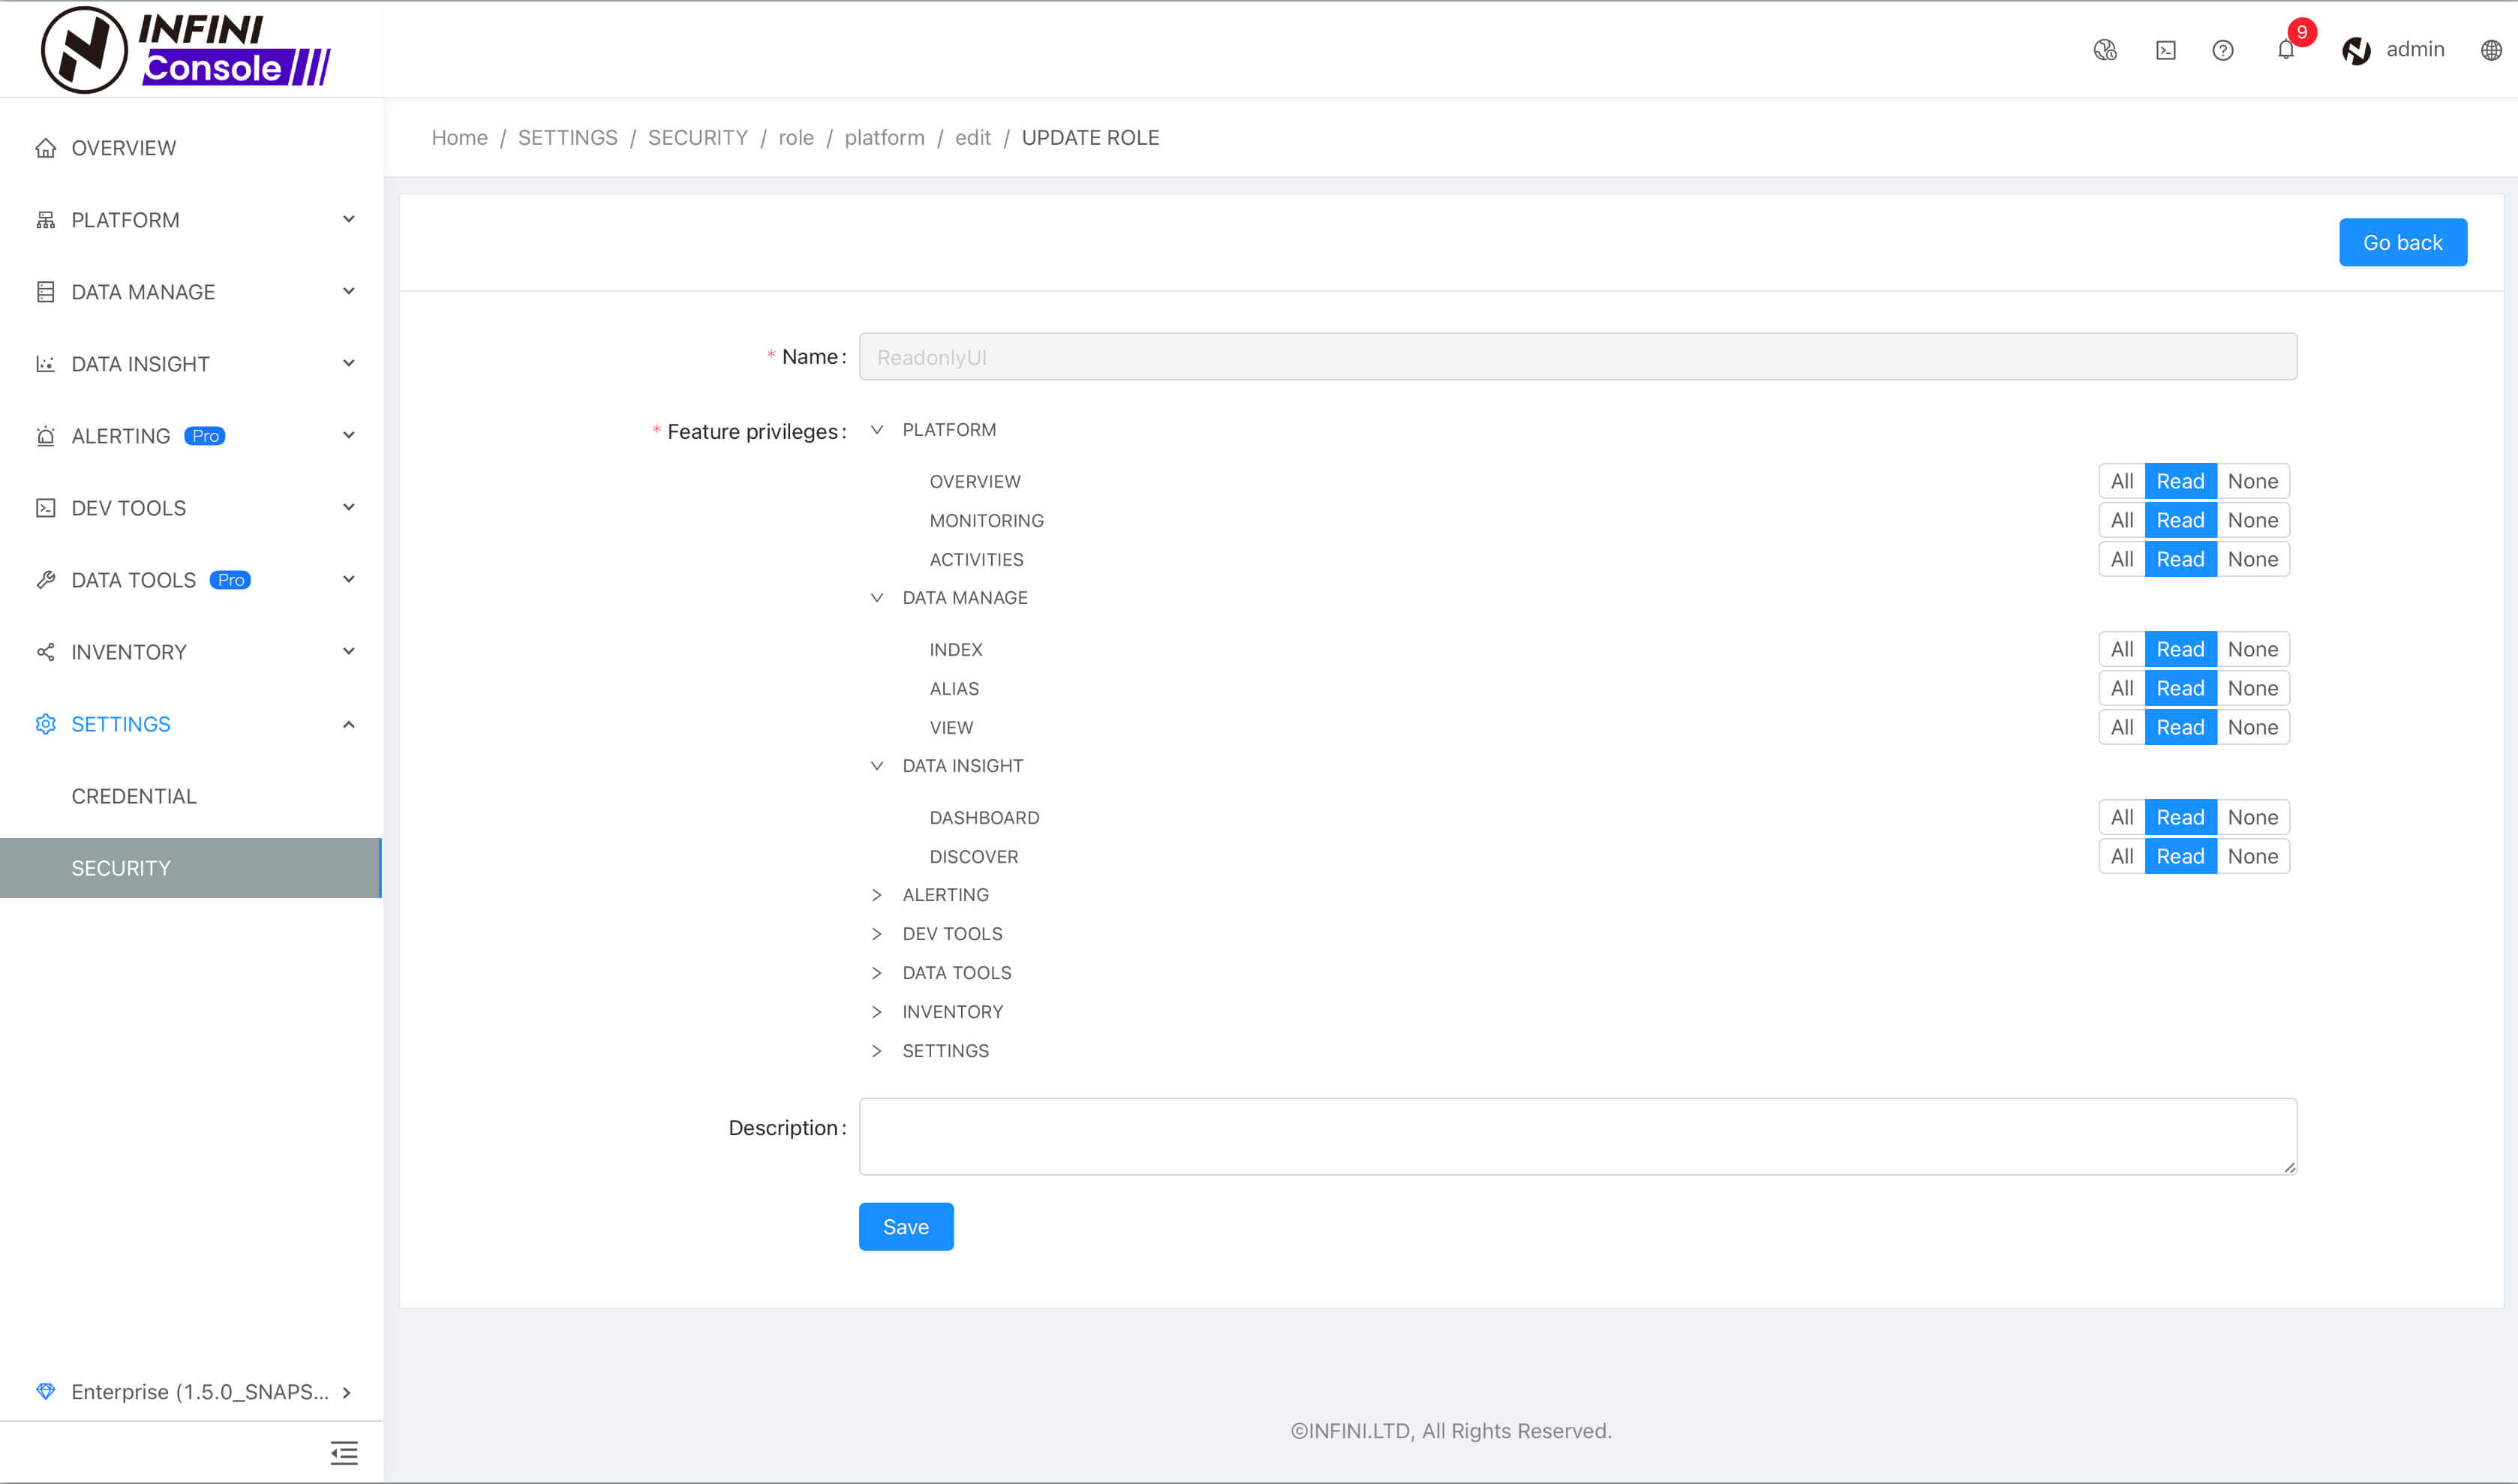 INFINI
Console
9
admin
OVERVIEW
PLATFORM
DATA MANAGE
DATA INSIGHT
ALERTING Pro
DEV TOOLS
DATA TOOLS Pro
INVENTORY
SETTINGS
CREDENTIAL
SECURITY
Enterprise (1.5.0_SNAPS...
Home / SETTINGS / SECURITY / role / platform / edit / UPDATE ROLE
Go back
* Name: ReadonlyUI
* Feature privileges: PLATFORM
OVERVIEW All Read None
MONITORING All Read None
ACTIVITIES All Read None
DATA MANAGE
INDEX All Read None
ALIAS All Read None
VIEW All Read None
DATA INSIGHT
DASHBOARD All Read None
DISCOVER All Read None
ALERTING
DEV TOOLS
DATA TOOLS
INVENTORY
SETTINGS
Description:
Save
©INFINI.LTD, All Rights Reserved.